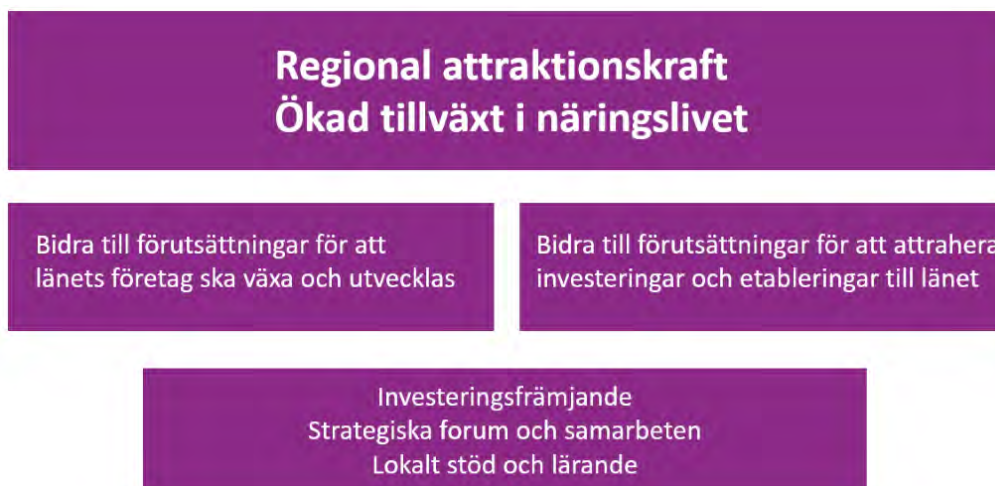 Regional attraktionskraft
Ökad tillväxt i näringslivet
Bidra till förutsättningar för att
länets företag ska växa och utvecklas
Bidra till förutsättningar för att attrahera
investeringar och etableringar till länet
Investeringsfrämjande
Strategiska forum och samarbeten
Lokalt stöd och lärande